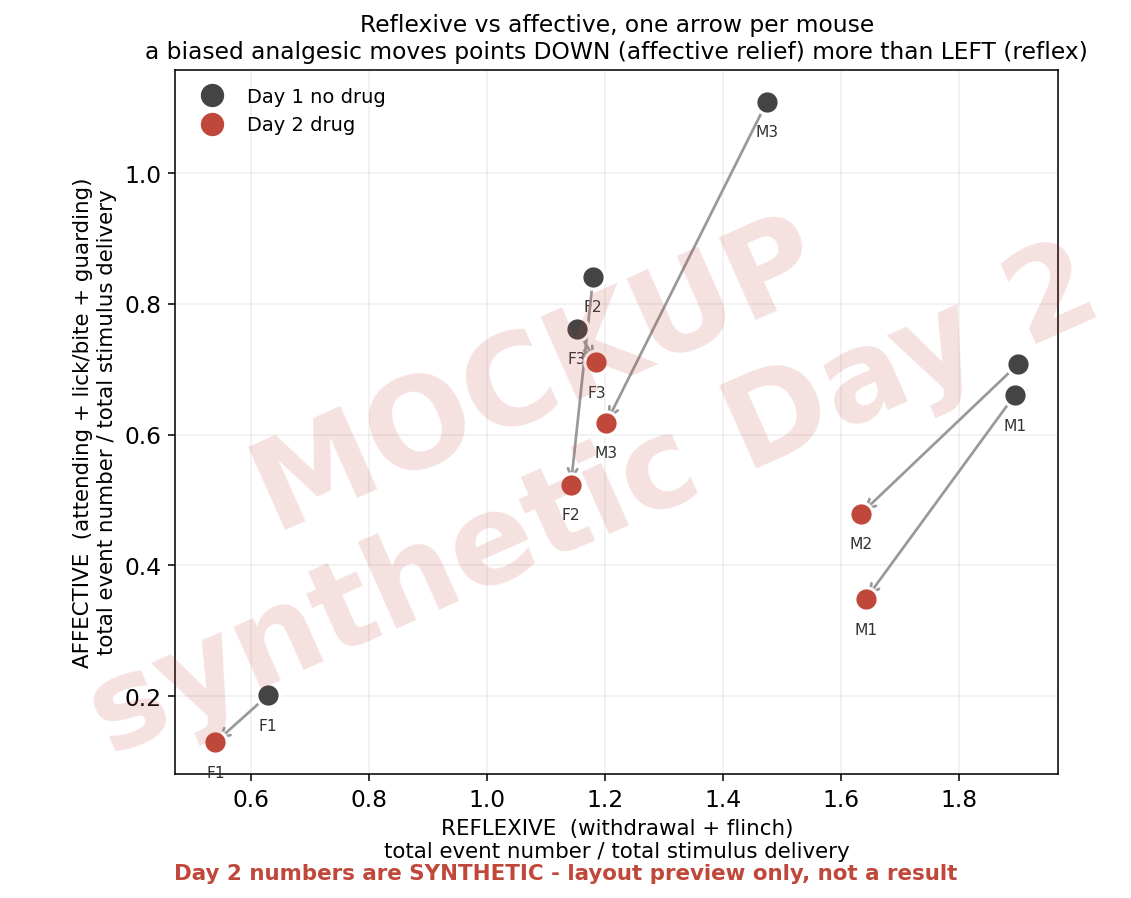 Reflexive vs affective, one arrow per mouse
a biased analgesic moves points DOWN (affective relief) more than LEFT (reflex)
Day 1 no drug
Day 2 drug
AFFECTIVE (attending + lick/bite + guarding)
total event number / total stimulus delivery
1.0
0.8
0.6
0.4
0.2
M3
F2
F3
F3
M3
F2
M1
M2
M1
F1
F1
MOCKUP
synthetic Day 2
0.6
0.8
1.0
1.2
1.4
1.6
1.8
REFLEXIVE (withdrawal + flinch)
total event number / total stimulus delivery
Day 2 numbers are SYNTHETIC - layout preview only, not a result